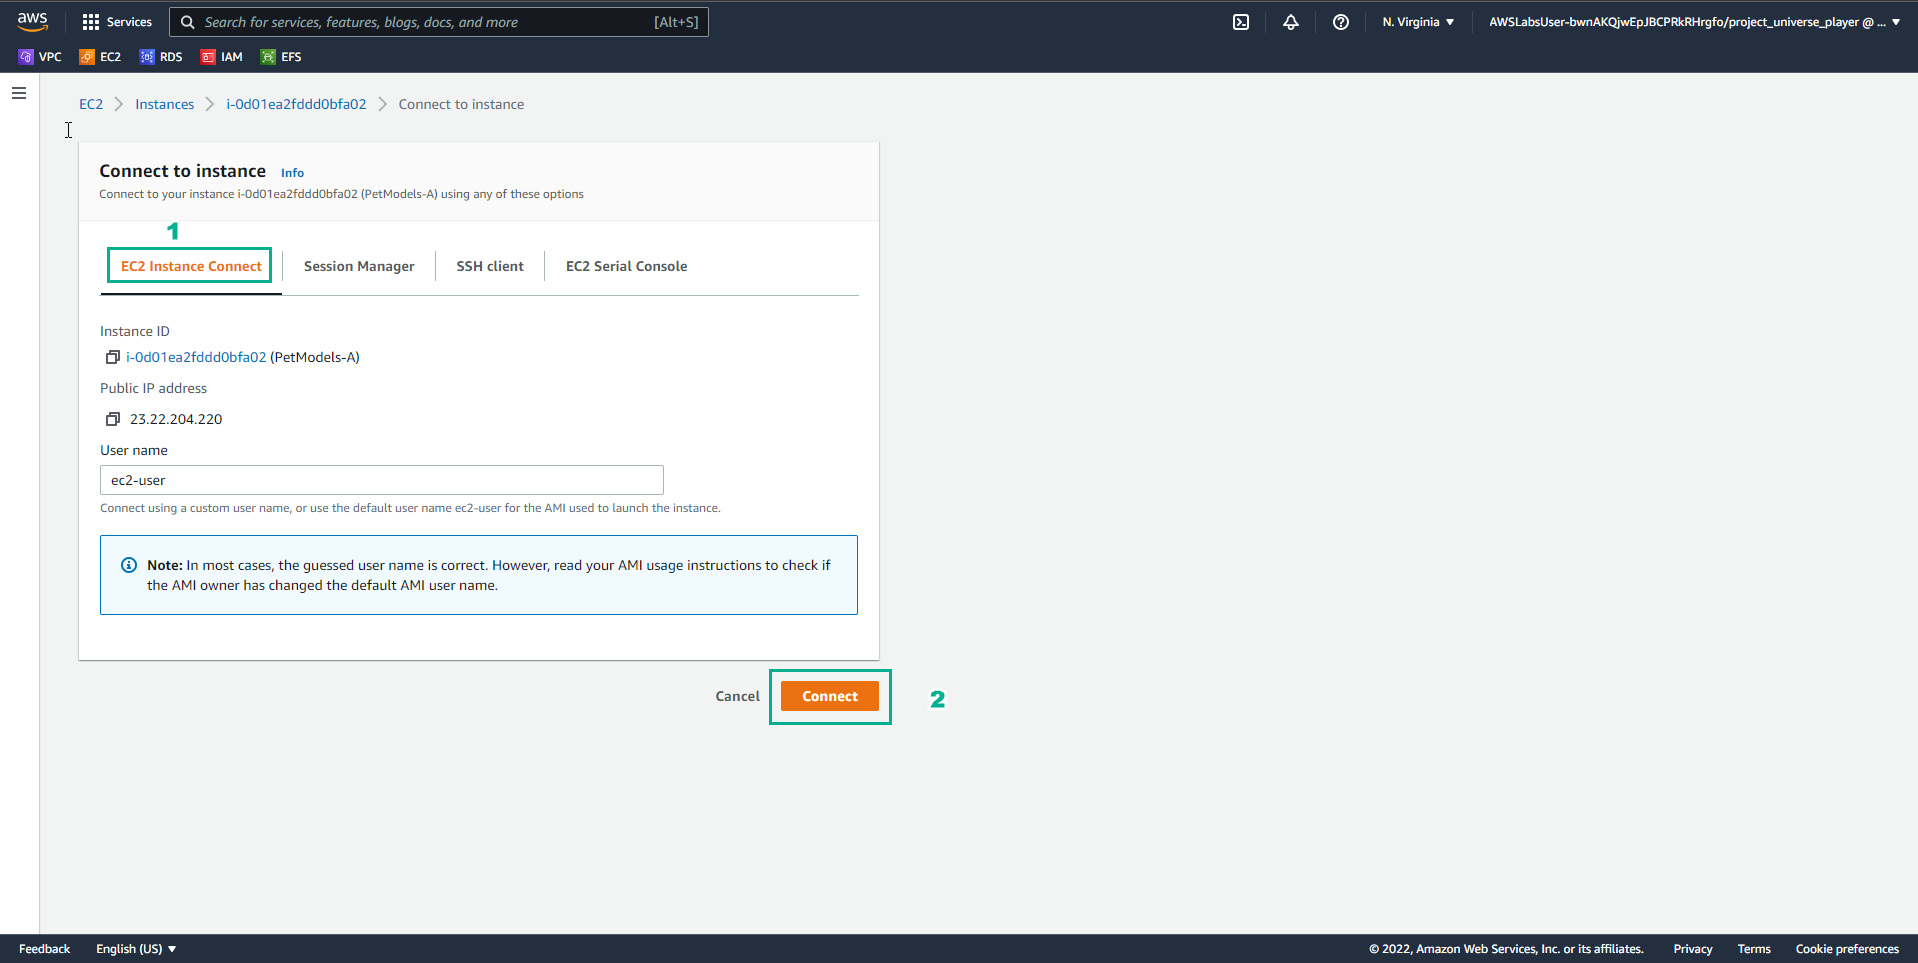 aws Services Search for services, features, blogs, docs, and more [Alt+S] N. Virginia ▼ AWSLabsUser-bwnAKQjwEpJBCPRkRHrgfo/project_universe_player @ ... ▼
VPC EC2 RDS IAM EFS
EC2 > Instances > i-0d01ea2fddd0bfa02 > Connect to instance
Connect to instance Info
Connect to your instance i-0d01ea2fddd0bfa02 (PetModels-A) using any of these options
1
EC2 Instance Connect Session Manager SSH client EC2 Serial Console
Instance ID
i-0d01ea2fddd0bfa02 (PetModels-A)
Public IP address
23.22.204.220
User name
ec2-user
Connect using a custom user name, or use the default user name ec2-user for the AMI used to launch the instance.
Note: In most cases, the guessed user name is correct. However, read your AMI usage instructions to check if
the AMI owner has changed the default AMI user name.
Cancel Connect 2
Feedback English (US) ▼ © 2022, Amazon Web Services, Inc. or its affiliates. Privacy Terms Cookie preferences